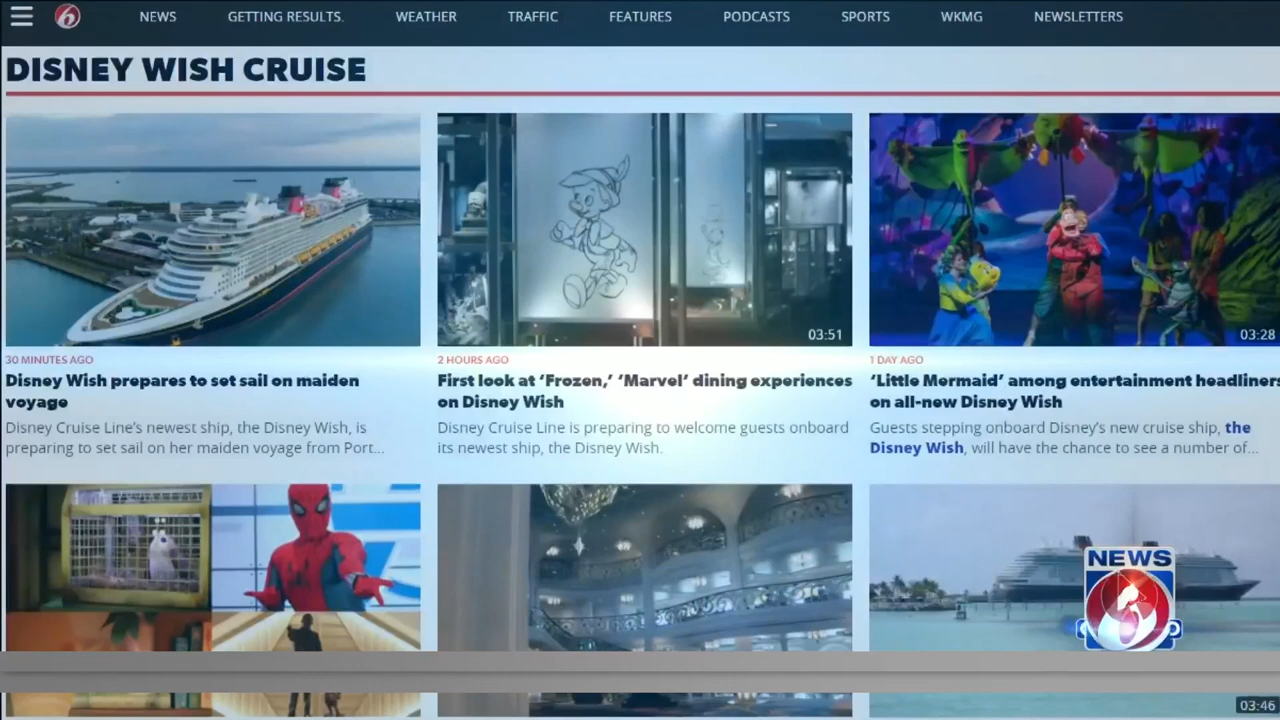 6
NEWS
GETTING RESULTS.
WEATHER
TRAFFIC
FEATURES
PODCASTS
SPORTS
WKMG
NEWSLETTERS
DISNEY WISH CRUISE
03:51
03:28
30 MINUTES AGO
Disney Wish prepares to set sail on maiden
voyage
Disney Cruise Line's newest ship, the Disney Wish, is
preparing to set sail on her maiden voyage from Port...
2 HOURS AGO
First look at ‘Frozen,’ ‘Marvel’ dining experiences
on Disney Wish
Disney Cruise Line is preparing to welcome guests onboard
its newest ship, the Disney Wish.
1 DAY AGO
‘Little Mermaid’ among entertainment headliners
on all-new Disney Wish
Guests stepping onboard Disney’s new cruise ship, the
Disney Wish, will have the chance to see a number of...
NEWS
6
03:46